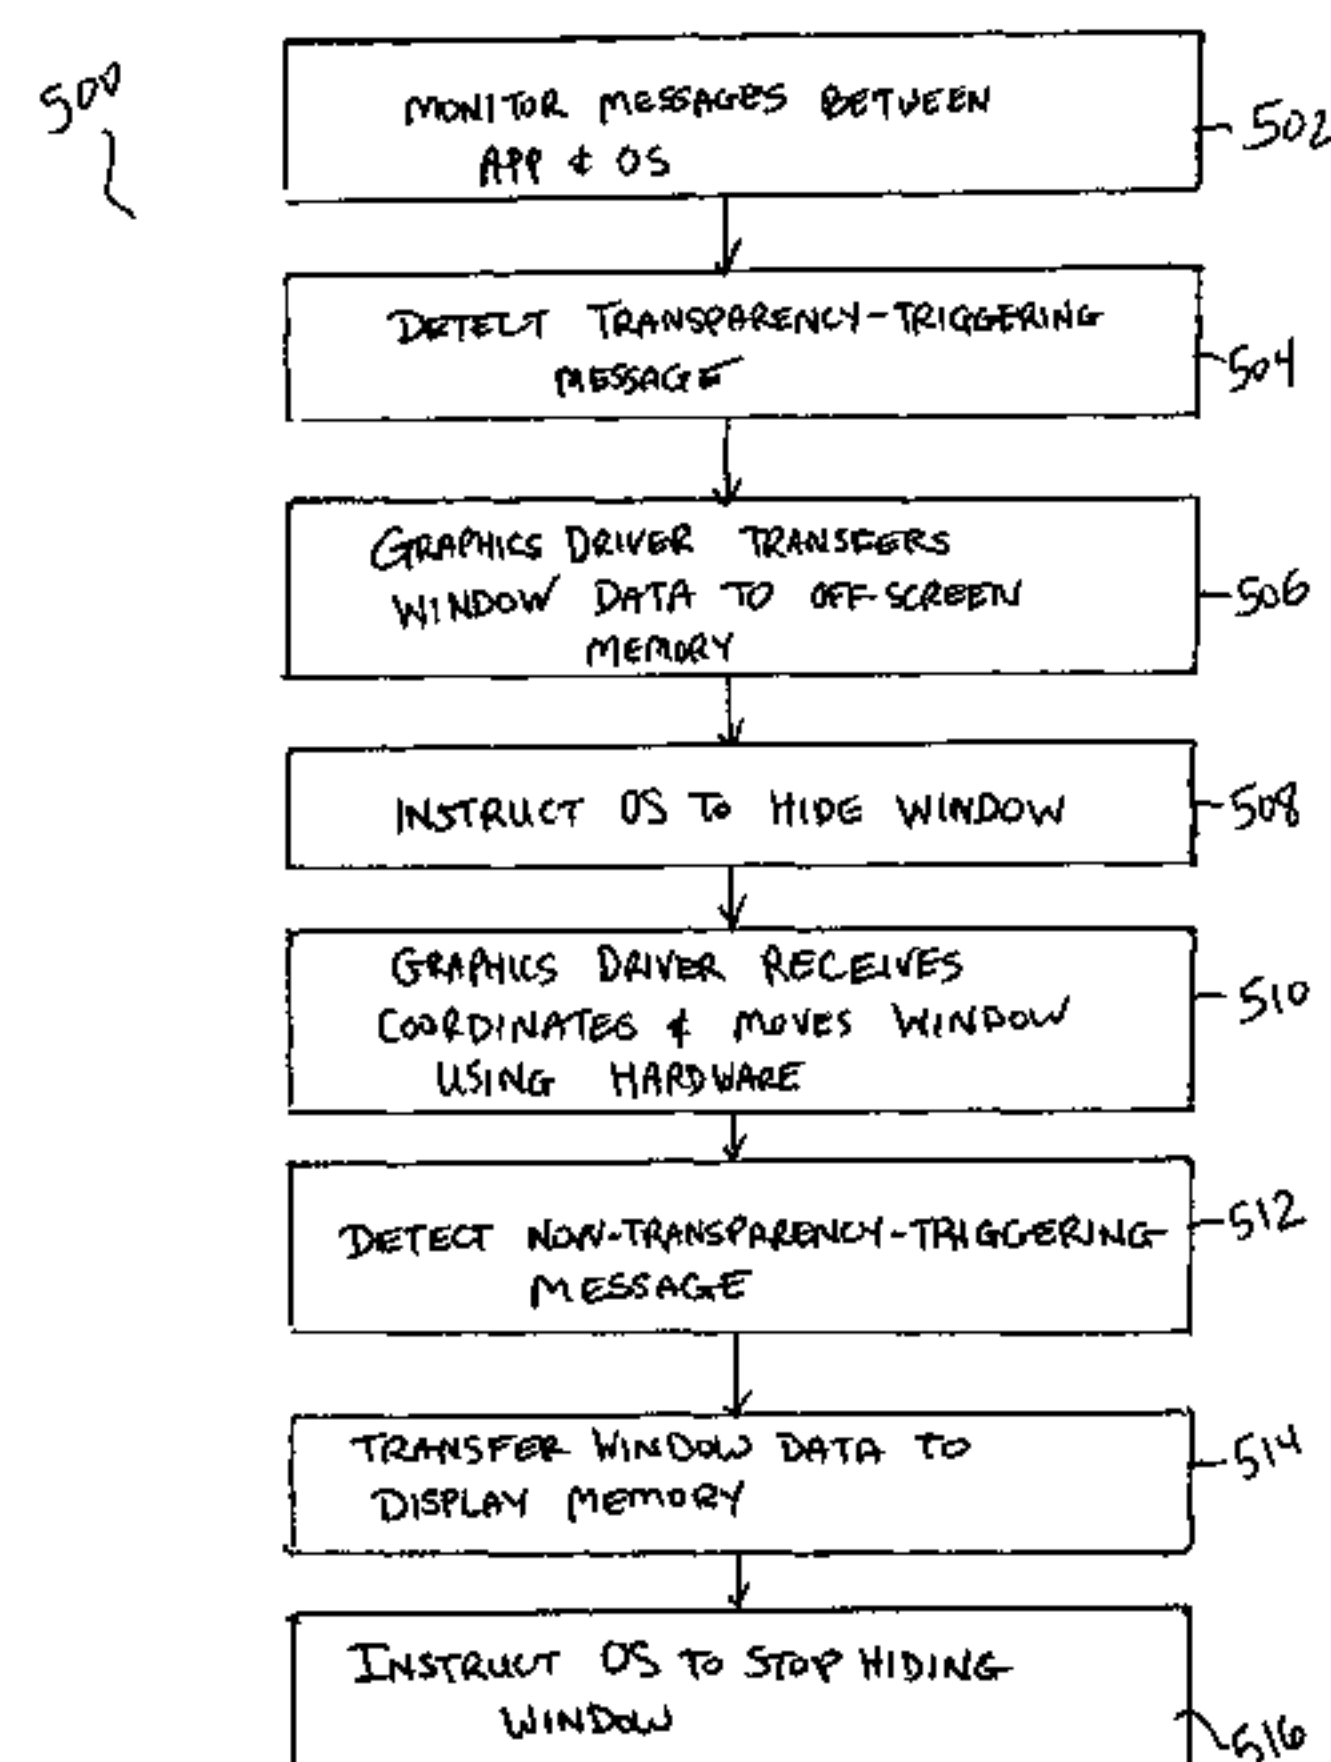 500
MONITOR MESSAGES BETWEEN
APP & OS
502
DETECT TRANSPARENCY-TRIGGERING
MESSAGE
504
GRAPHICS DRIVER TRANSFERS
WINDOW DATA TO OFF-SCREEN
MEMORY
506
INSTRUCT OS TO HIDE WINDOW
508
GRAPHICS DRIVER RECEIVES
COORDINATES & MOVES WINDOW
USING HARDWARE
510
DETECT NON-TRANSPARENCY-TRIGGERING
MESSAGE
512
TRANSFER WINDOW DATA TO
DISPLAY MEMORY
514
INSTRUCT OS TO STOP HIDING
WINDOW
516